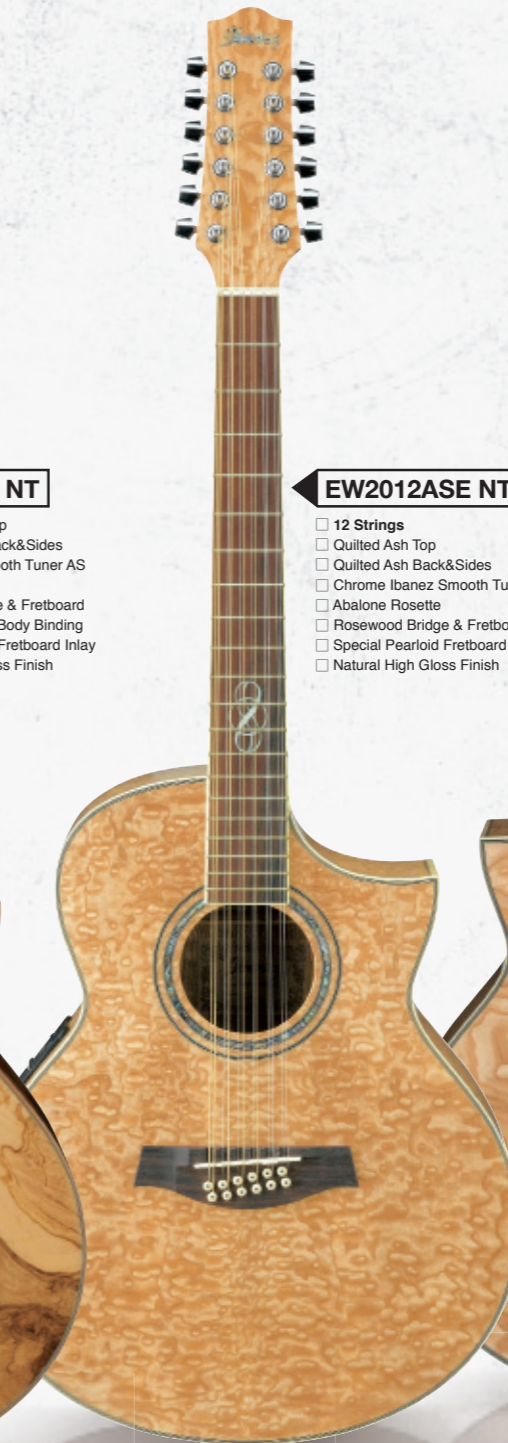 Ibanez
NT
p
ck&Sides
oth Tuner AS
e & Fretboard
Body Binding
Fretboard Inlay
ss Finish
EW2012ASE NT
12 Strings
Quilted Ash Top
Quilted Ash Back&Sides
Chrome Ibanez Smooth Tu
Abalone Rosette
Rosewood Bridge & Fretbo
Special Pearloid Fretboard
Natural High Gloss Finish